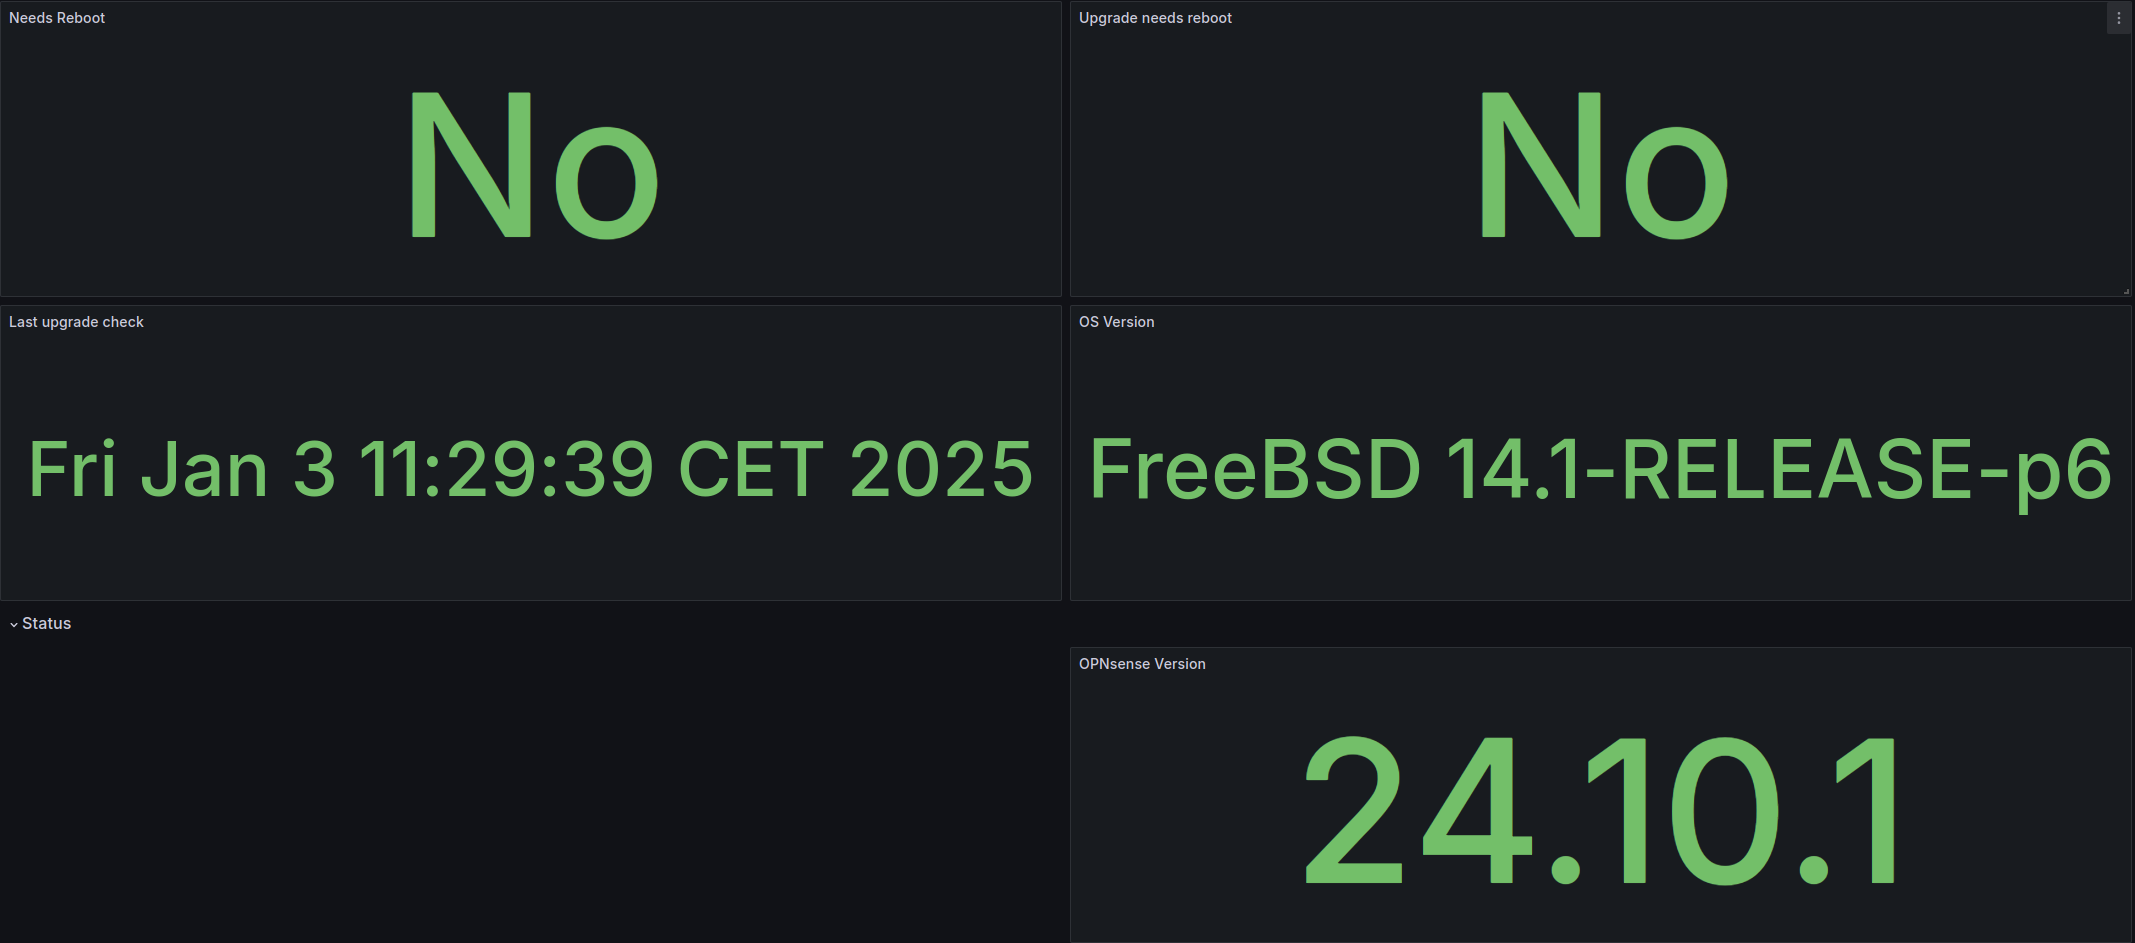 Needs Reboot
No
Upgrade needs reboot
No
Last upgrade check
Fri Jan 3 11:29:39 CET 2025
OS Version
FreeBSD 14.1-RELEASE-p6
Status
OPNsense Version
24.10.1